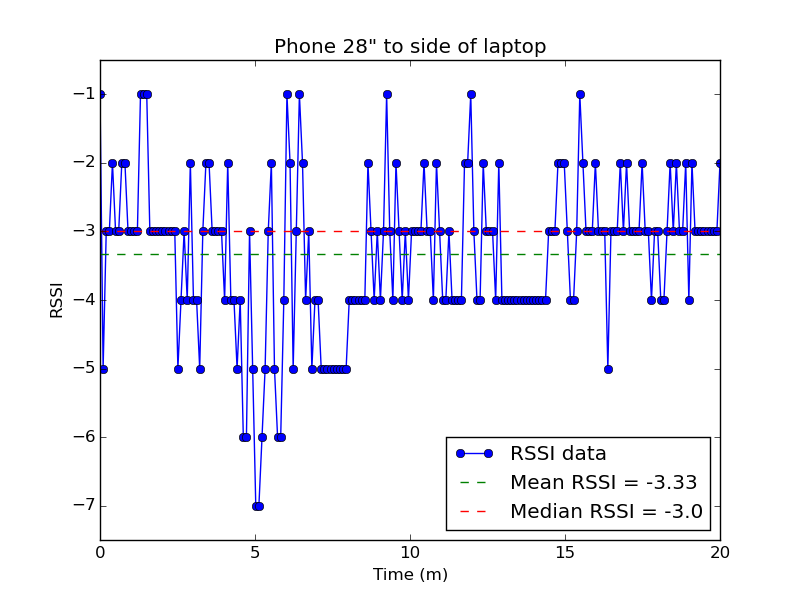 Phone 28" to side of laptop
−1
−2
−3
−4
−5
−6
−7
RSSI
RSSI data
Mean RSSI = -3.33
Median RSSI = -3.0
0 5 10 15 20
Time (m)